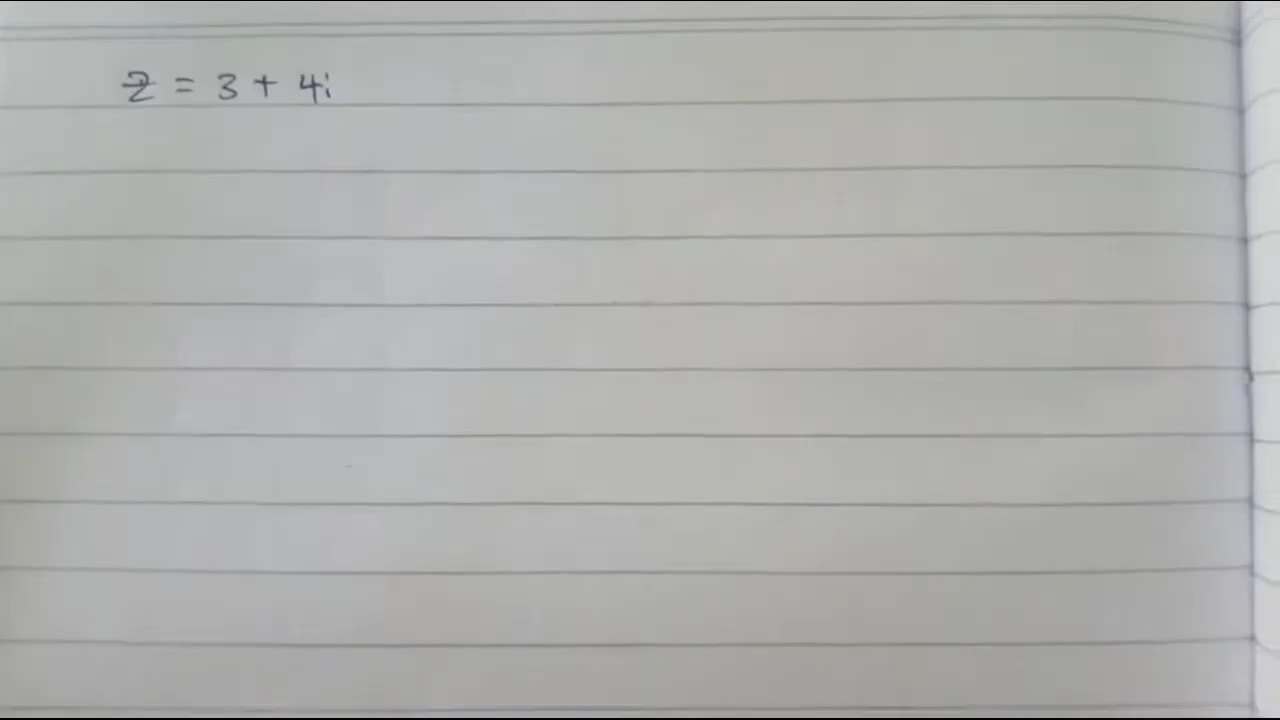 z = 3 + 4i